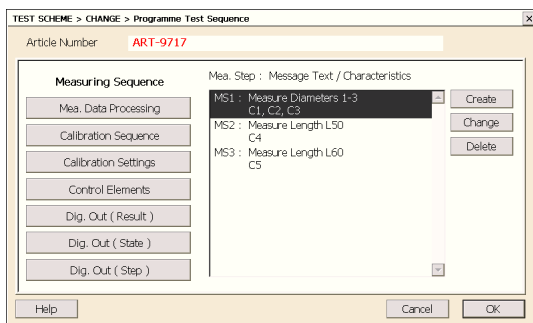 TEST SCHEME > CHANGE > Programme Test Sequence
Article Number ART-9717
Measuring Sequence
Mea. Data Processing
Calibration Sequence
Calibration Settings
Control Elements
Dig. Out ( Result )
Dig. Out ( State )
Dig. Out ( Step )
Mea. Step : Message Text / Characteristics
MS1 : Measure Diameters 1-3
C1, C2, C3
MS2 : Measure Length L50
C4
MS3 : Measure Length L60
C5
Create
Change
Delete
Help
Cancel
OK